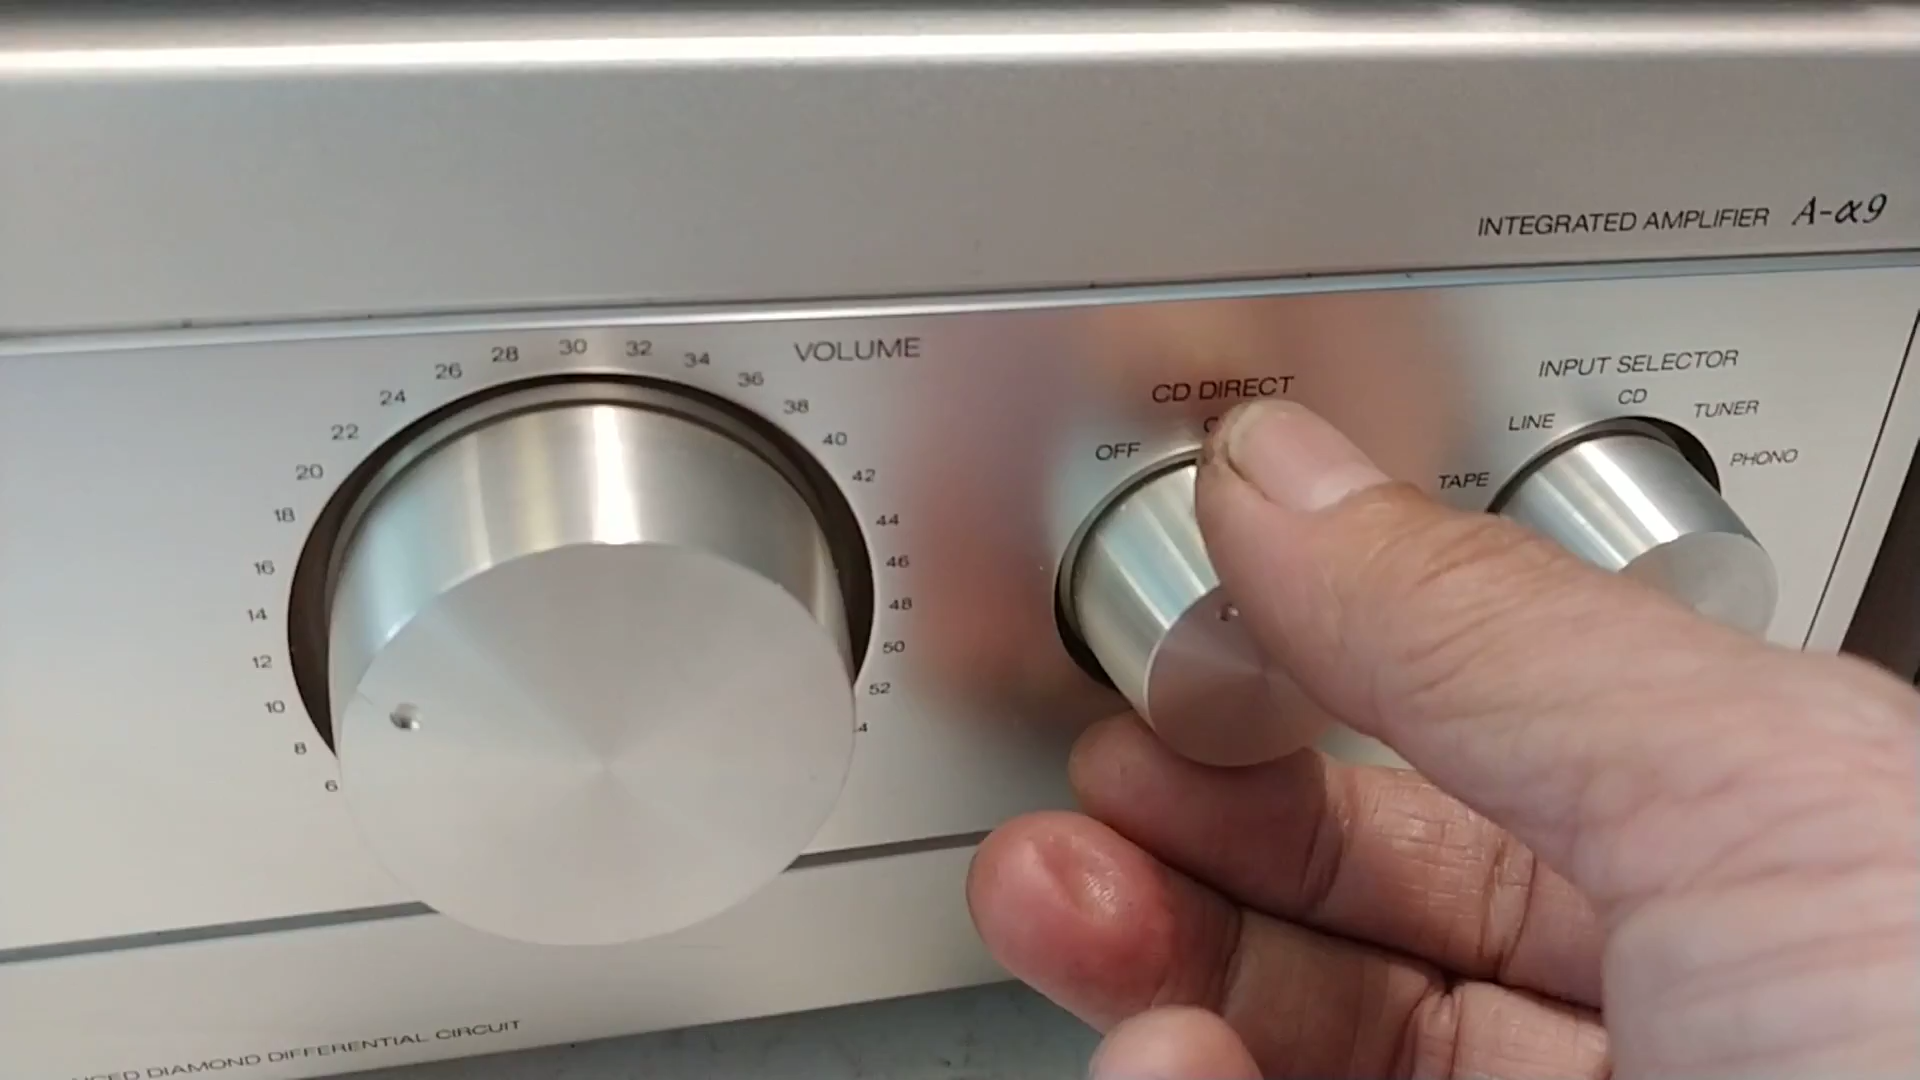 INTEGRATED AMPLIFIER A-α9
VOLUME
6
8
10
12
14
16
18
20
22
24
26
28
30
32
34
36
38
40
42
44
46
48
50
52
CD DIRECT
OFF
INPUT SELECTOR
TAPE
LINE
CD
TUNER
PHONO
DIAMOND DIFFERENTIAL CIRCUIT